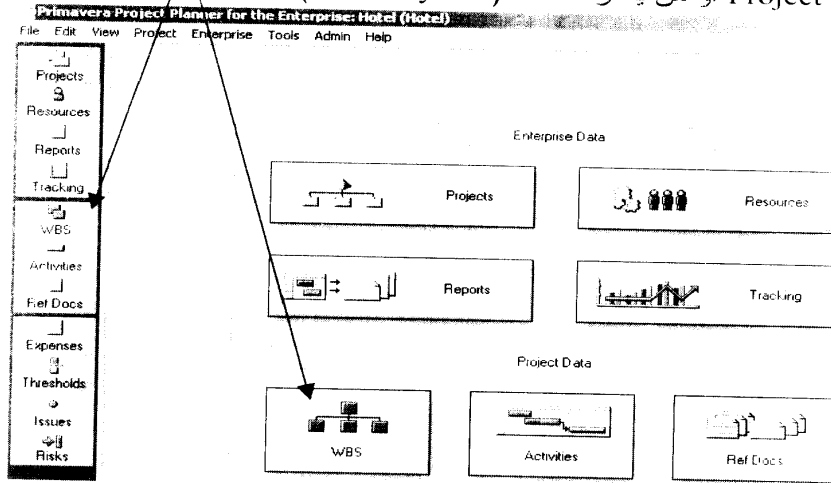 Project
Primavera Project Planner for the Enterprise: Hotel (Hotel)
File Edit View Project Enterprise Tools Admin Help
Projects
Resources
Reports
Tracking
WBS
Activities
Ref Docs
Expenses
Thresholds
Issues
Risks
Enterprise Data
Projects
Resources
Reports
Tracking
Project Data
WBS
Activities
Ref Docs